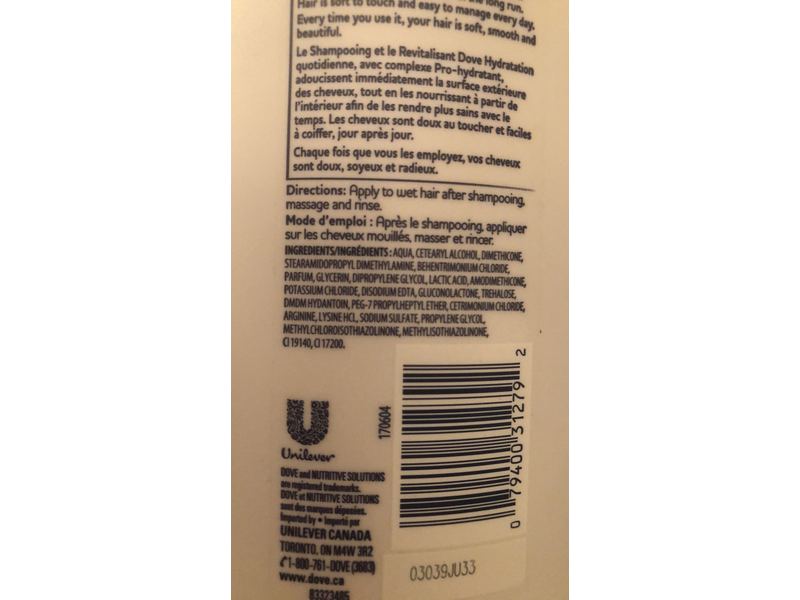 the long run.
Hair is soft to touch and easy to manage every day.
Every time you use it, your hair is soft, smooth and
beautiful.
Le Shampooing et le Revitalisant Dove Hydratation
quotidienne, avec complexe Pro-hydratant,
adoucissent immédiatement la surface extérieure
des cheveux, tout en les nourrissant à partir de
l'intérieur afin de les rendre plus sains avec le
temps. Les cheveux sont doux au toucher et faciles
à coiffer, jour après jour.
Chaque fois que vous les employez, vos cheveux
sont doux, soyeux et radieux.
Directions: Apply to wet hair after shampooing,
massage and rinse.
Mode d'emploi : Après le shampooing, appliquer
sur les cheveux mouillés, masser et rincer.
INGREDIENTS/INGRÉDIENTS: AQUA, CETEARYL ALCOHOL, DIMETHICONE,
STEARAMIDOPROPYL DIMETHYLAMINE, BEHENTRIMONIUM CHLORIDE,
PARFUM, GLYCERIN, DIPROPYLENE GLYCOL, LACTIC ACID, AMODIMETHICONE,
POTASSIUM CHLORIDE, DISODIUM EDTA, GLUCONOLACTONE, TREHALOSE,
DMDM HYDANTOIN, PEG-7 PROPYLHEPTYL ETHER, CETRIMONIUM CHLORIDE,
ARGININE, LYSINE HCL, SODIUM SULFATE, PROPYLENE GLYCOL,
METHYLCHLOROISOTHIAZOLINONE, METHYLISOTHIAZOLINONE,
CI 19140, CI 17200.
170604
0 79400 31279 2
Unilever
DOVE and NUTRITIVE SOLUTIONS
are registered trademarks.
DOVE et NUTRITIVE SOLUTIONS
sont des marques déposées.
Imported by • Importé par
UNILEVER CANADA
TORONTO, ON M4W 3R2
1-800-761-DOVE (3683)
www.dove.ca
83323485
03039JU33